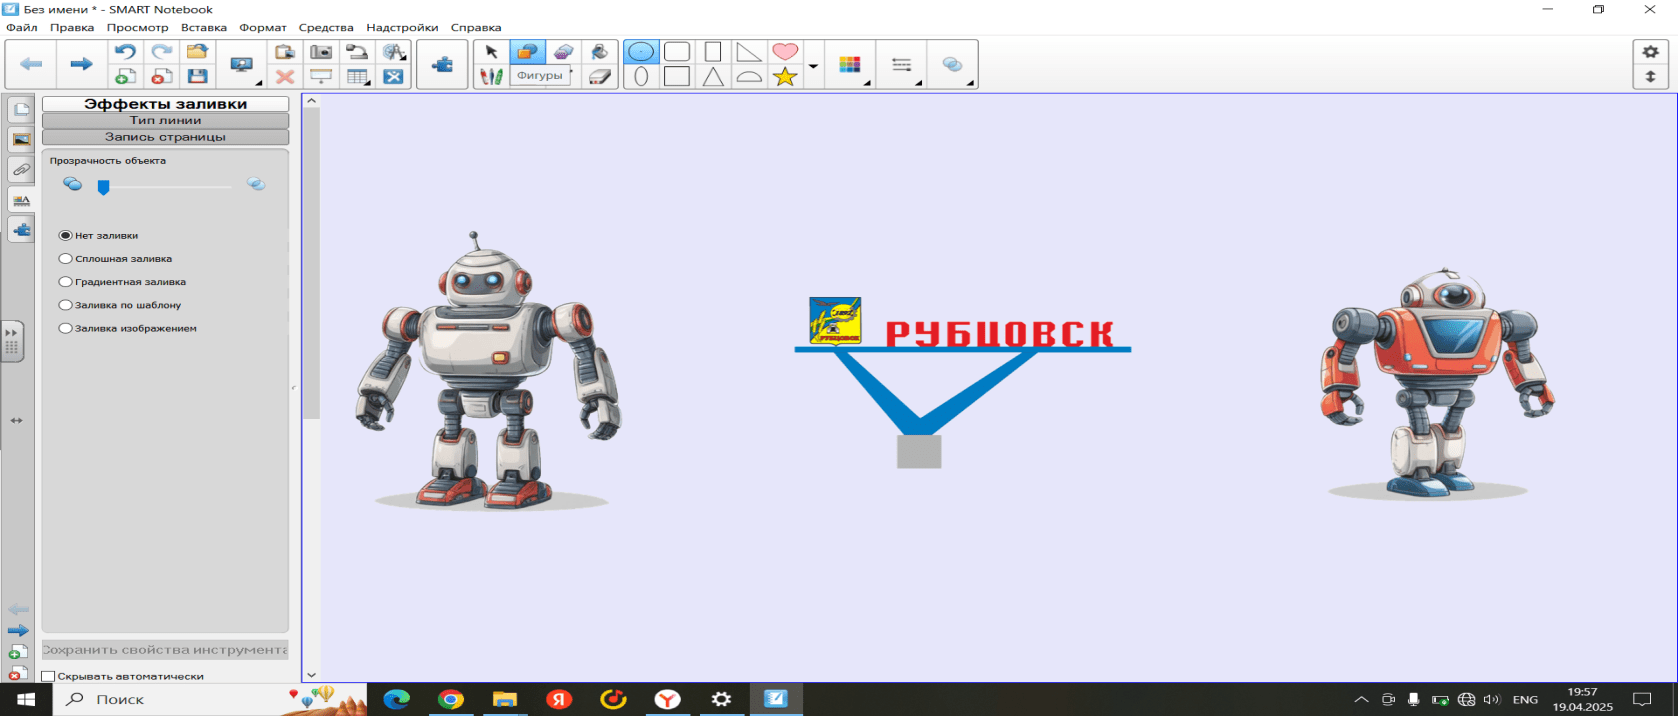 Без имени * - SMART Notebook
Файл Правка Просмотр Вставка Формат Средства Надстройки Справка
Фигуры
Эффекты заливки
Тип линии
Запись страницы
Прозрачность объекта
Нет заливки
Сплошная заливка
Градиентная заливка
Заливка по шаблону
Заливка изображением
РУБЦОВСК
РУБЦОВСК
Сохранить свойства инструмента
Скрывать автоматически
Поиск
ENG
19:57
19.04.2025